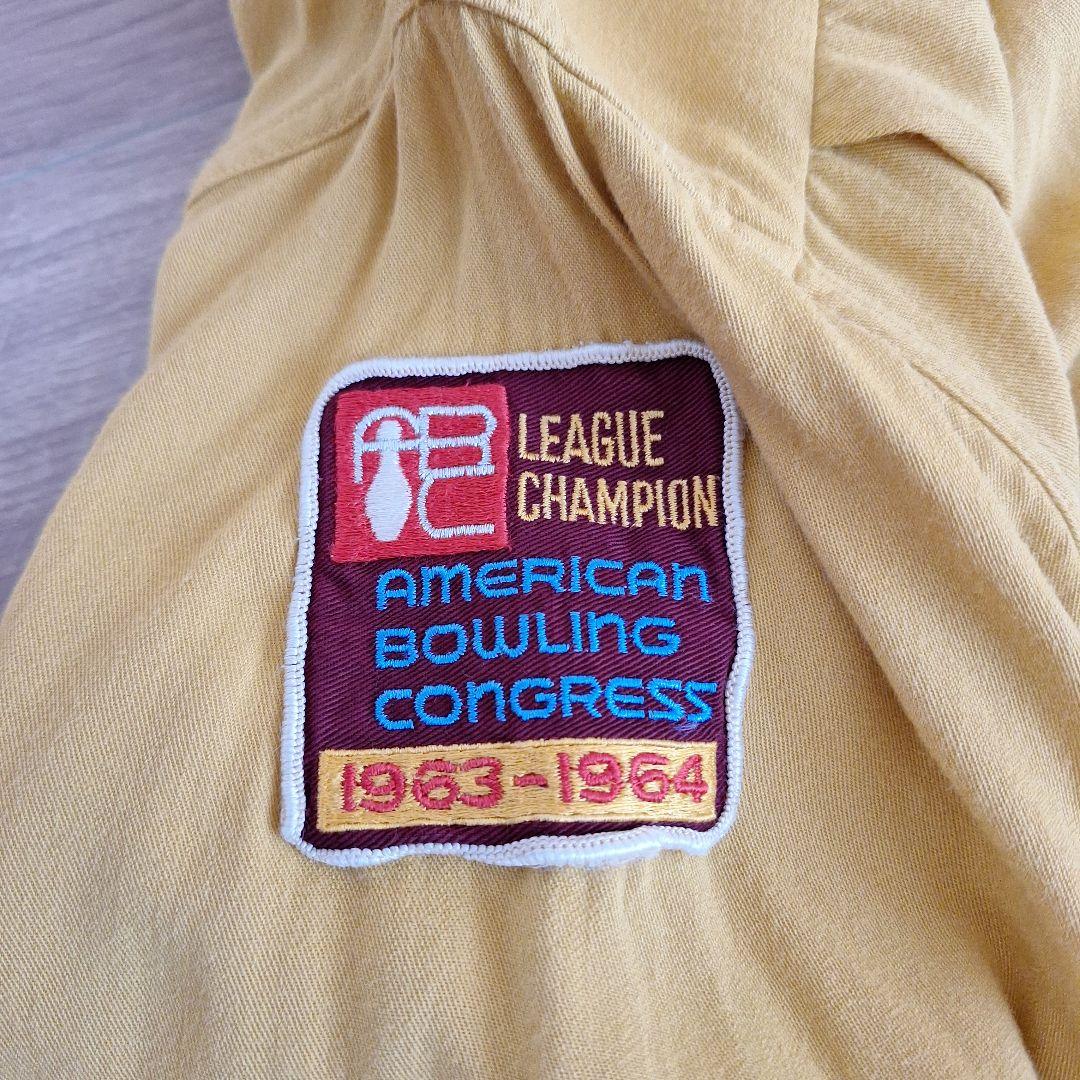 ABC
LEAGUE
CHAMPION
AMERICAN
BOWLING
CONGRESS
1963-1964